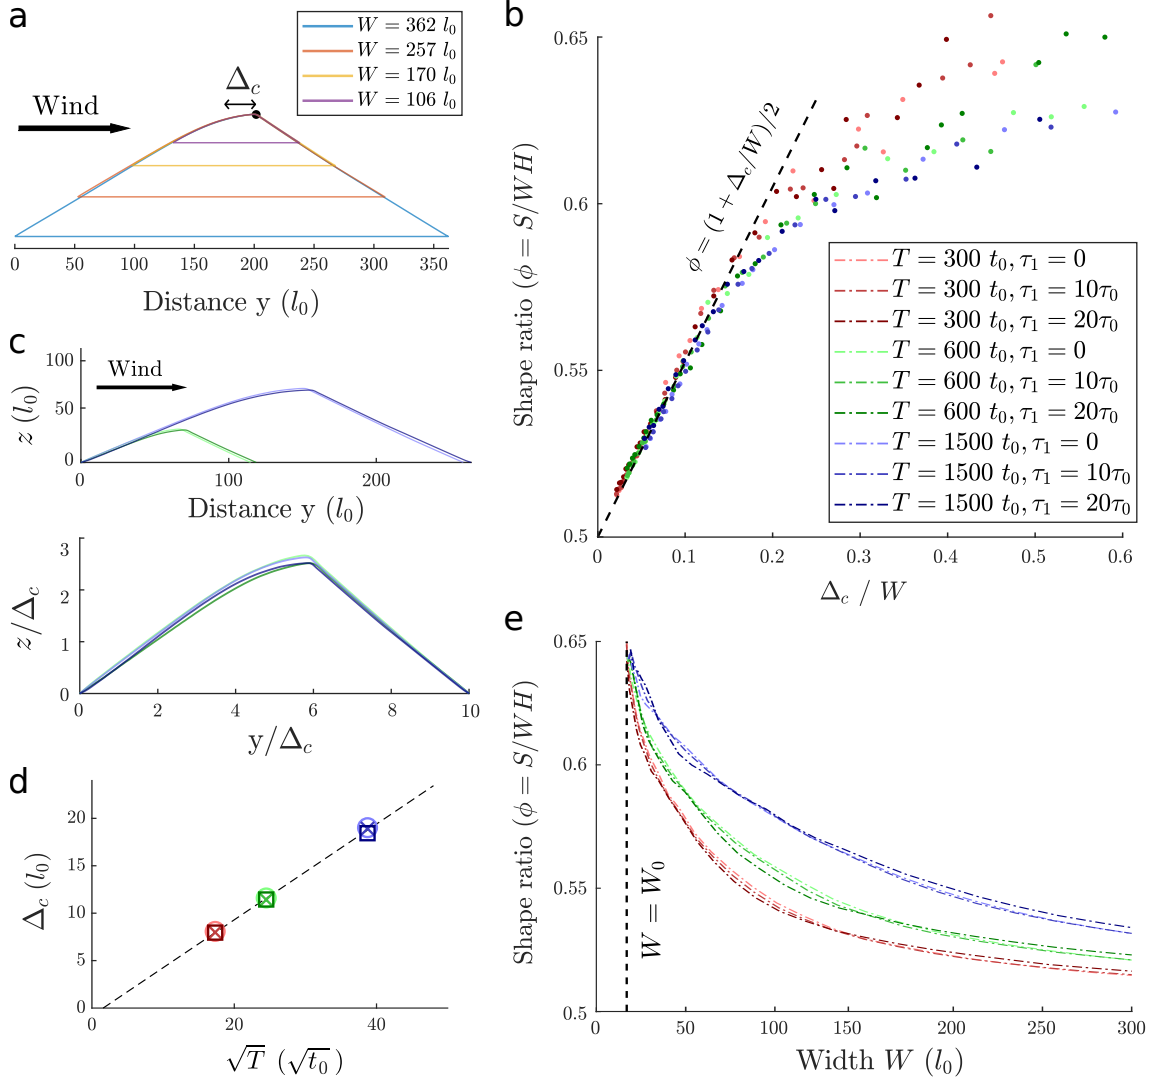 a
W = 362 l₀
W = 257 l₀
W = 170 l₀
W = 106 l₀
Δ_c
Wind
0 50 100 150 200 250 300 350
Distance y (l₀)
b
0.65
0.6
0.55
0.5
Shape ratio (ϕ = S/WH)
ϕ = (1 + Δ_c/W)/2
T = 300 t₀, τ₁ = 0
T = 300 t₀, τ₁ = 10τ₀
T = 300 t₀, τ₁ = 20τ₀
T = 600 t₀, τ₁ = 0
T = 600 t₀, τ₁ = 10τ₀
T = 600 t₀, τ₁ = 20τ₀
T = 1500 t₀, τ₁ = 0
T = 1500 t₀, τ₁ = 10τ₀
T = 1500 t₀, τ₁ = 20τ₀
0 0.1 0.2 0.3 0.4 0.5 0.6
Δ_c / W
c
100
50
0
z (l₀)
Wind
0 100 200
Distance y (l₀)
3
2
1
0
z/Δ_c
0 2 4 6 8 10
y/Δ_c
d
20
15
10
5
0
Δ_c (l₀)
0 20 40
√T (√t₀)
e
0.65
0.6
0.55
0.5
Shape ratio (ϕ = S/WH)
W = W₀
0 50 100 150 200 250 300
Width W (l₀)